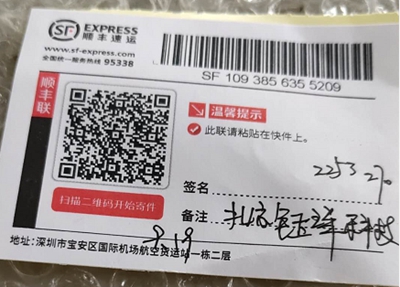 SF EXPRESS
顺丰速运
www.sf-express.com
全国统一服务热线 95338
SF 109 385 635 5209
顺丰联
温馨提示
此联请粘贴在快件上。
扫描二维码开始寄件
2253
签名
备注
8.19
地址:深圳市宝安区国际机场航空货运站一栋二层